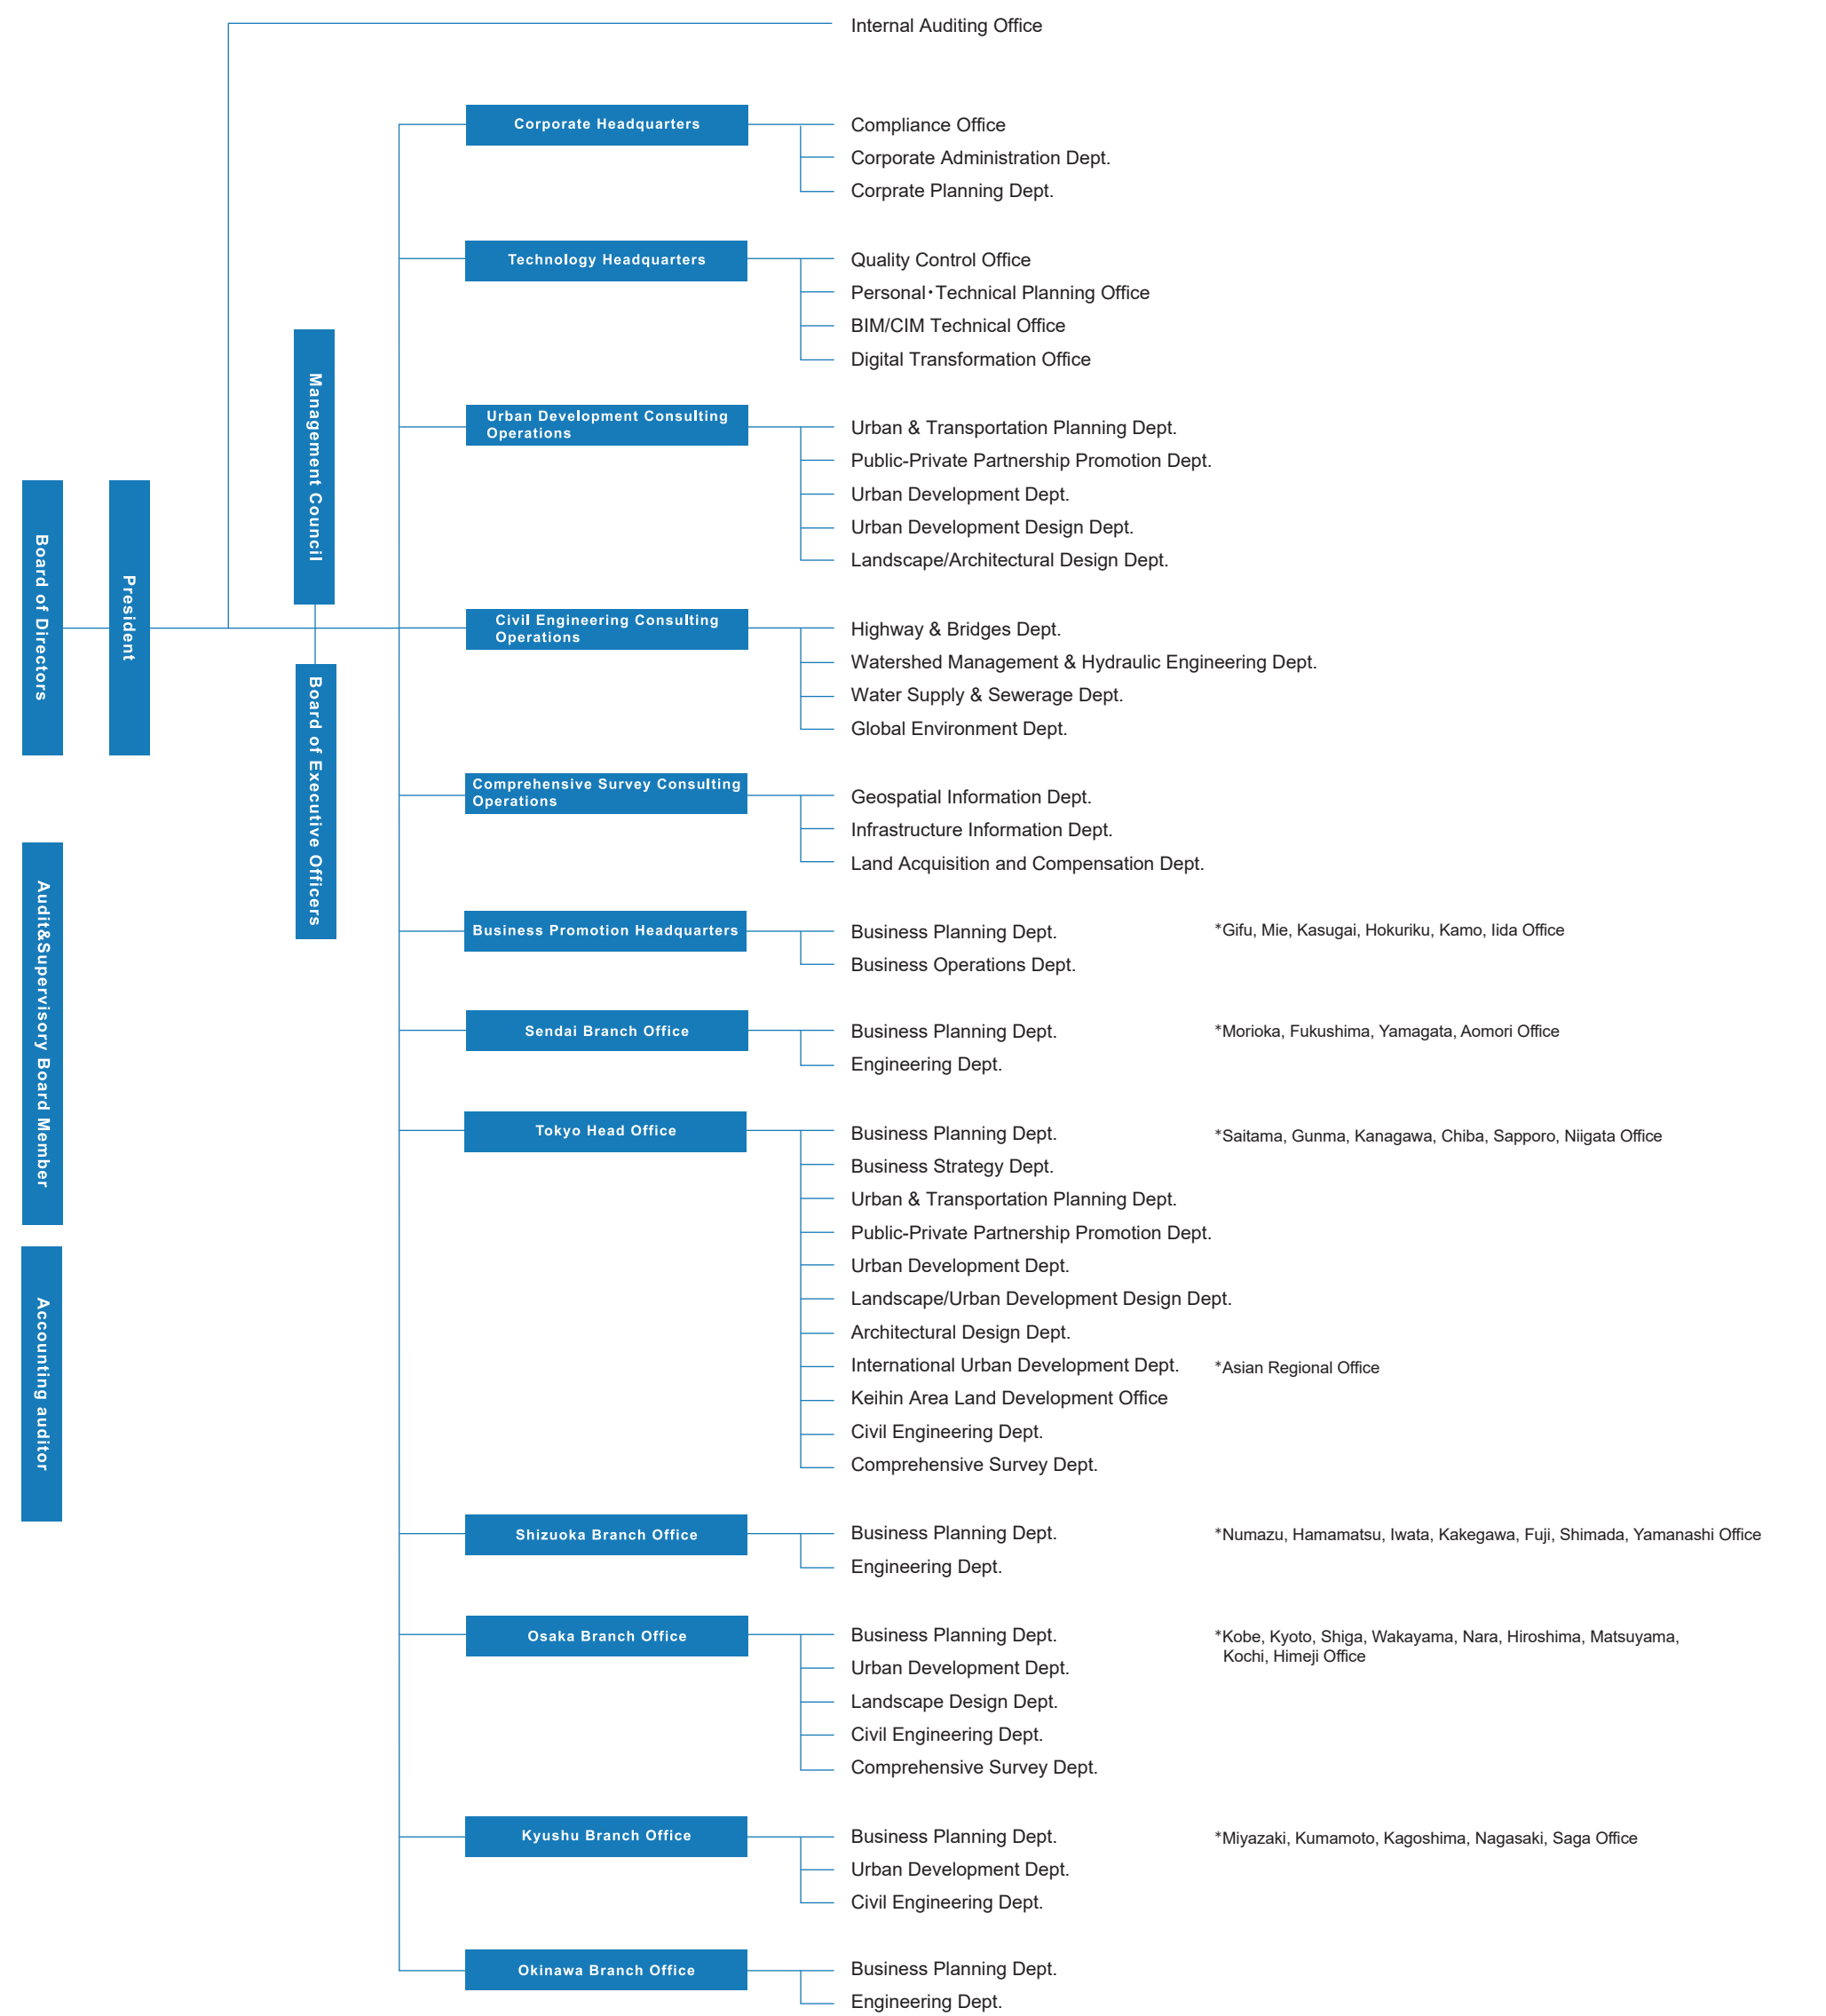 Internal Auditing Office
Corporate Headquarters
Compliance Office
Corporate Administration Dept.
Corprate Planning Dept.
Technology Headquarters
Quality Control Office
Personal・Technical Planning Office
BIM/CIM Technical Office
Digital Transformation Office
Management Council
Urban Development Consulting
Operations
Urban & Transportation Planning Dept.
Public-Private Partnership Promotion Dept.
Urban Development Dept.
Urban Development Design Dept.
Landscape/Architectural Design Dept.
Board of Directors
President
Civil Engineering Consulting
Operations
Highway & Bridges Dept.
Watershed Management & Hydraulic Engineering Dept.
Water Supply & Sewerage Dept.
Global Environment Dept.
Board of Executive Officers
Comprehensive Survey Consulting
Operations
Geospatial Information Dept.
Infrastructure Information Dept.
Land Acquisition and Compensation Dept.
Audit&Supervisory Board Member
Business Promotion Headquarters
Business Planning Dept.
*Gifu, Mie, Kasugai, Hokuriku, Kamo, Iida Office
Business Operations Dept.
Sendai Branch Office
Business Planning Dept.
*Morioka, Fukushima, Yamagata, Aomori Office
Engineering Dept.
Tokyo Head Office
Business Planning Dept.
*Saitama, Gunma, Kanagawa, Chiba, Sapporo, Niigata Office
Business Strategy Dept.
Urban & Transportation Planning Dept.
Public-Private Partnership Promotion Dept.
Urban Development Dept.
Landscape/Urban Development Design Dept.
Architectural Design Dept.
International Urban Development Dept.
*Asian Regional Office
Keihin Area Land Development Office
Civil Engineering Dept.
Comprehensive Survey Dept.
Accounting auditor
Shizuoka Branch Office
Business Planning Dept.
*Numazu, Hamamatsu, Iwata, Kakegawa, Fuji, Shimada, Yamanashi Office
Engineering Dept.
Osaka Branch Office
Business Planning Dept.
*Kobe, Kyoto, Shiga, Wakayama, Nara, Hiroshima, Matsuyama,
Kochi, Himeji Office
Urban Development Dept.
Landscape Design Dept.
Civil Engineering Dept.
Comprehensive Survey Dept.
Kyushu Branch Office
Business Planning Dept.
*Miyazaki, Kumamoto, Kagoshima, Nagasaki, Saga Office
Urban Development Dept.
Civil Engineering Dept.
Okinawa Branch Office
Business Planning Dept.
Engineering Dept.